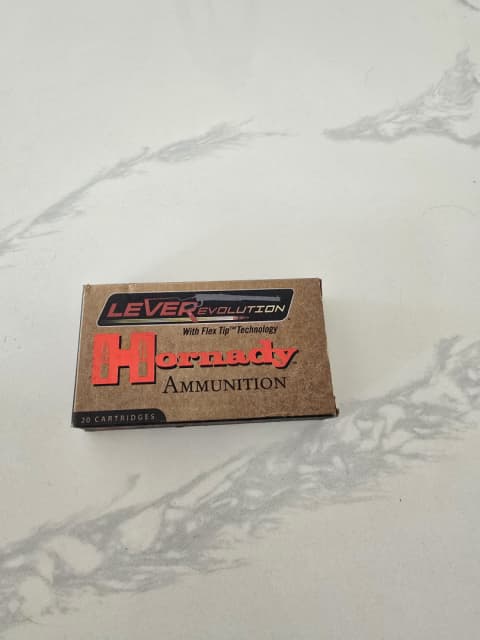 LEVERevolution
With Flex Tip™ Technology
Hornady
AMMUNITION
20 CARTRIDGES